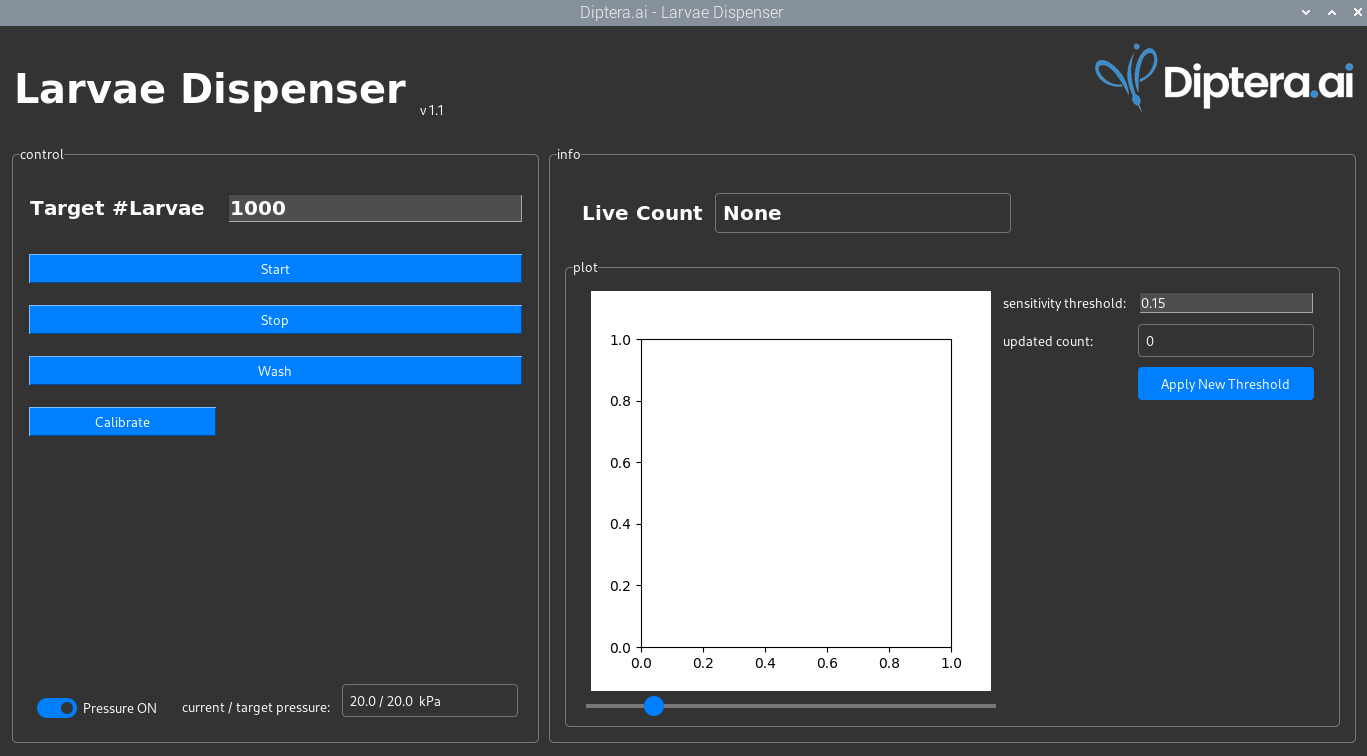 Diptera.ai - Larvae Dispenser
Larvae Dispenser
v 1.1
Diptera.ai
control
Target #Larvae 1000
Start
Stop
Wash
Calibrate
Pressure ON
current / target pressure: 20.0 / 20.0 kPa
info
Live Count None
plot
1.0
0.8
0.6
0.4
0.2
0.0
0.0 0.2 0.4 0.6 0.8 1.0
sensitivity threshold: 0.15
updated count: 0
Apply New Threshold